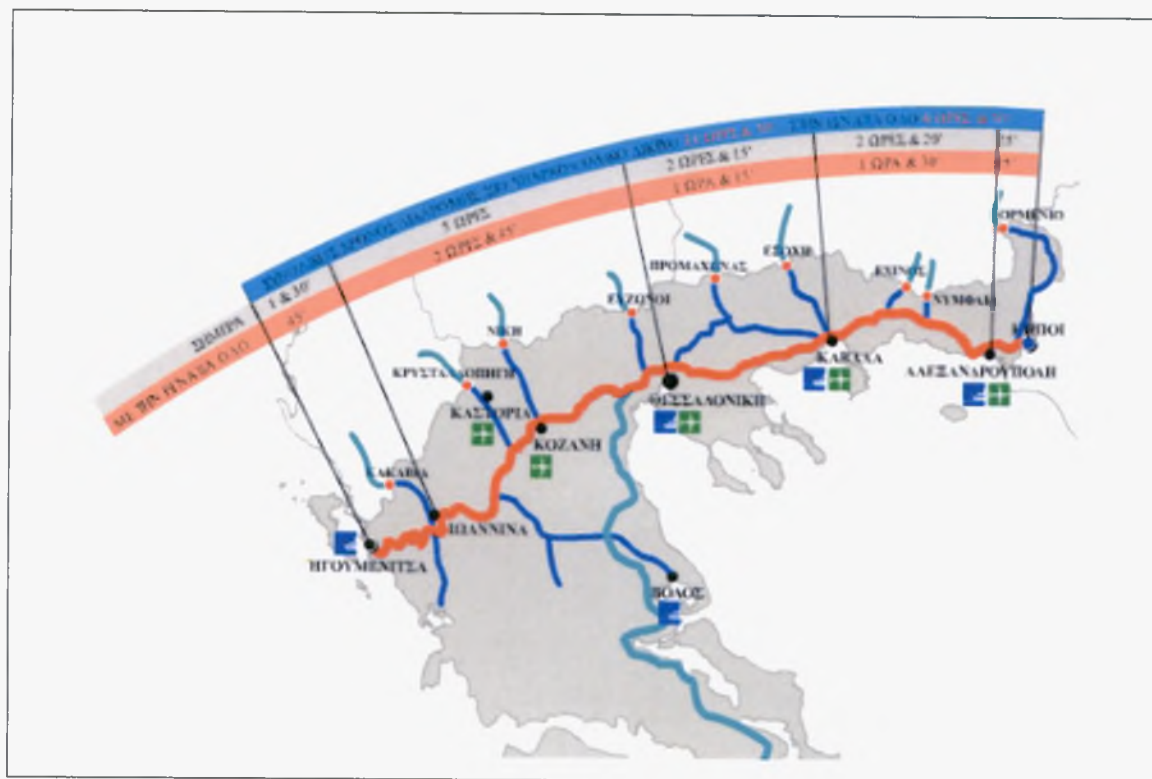 ΣΗΜΕΡΑ
1 & 30'
5 ΩΡΕΣ
2 ΩΡΕΣ & 15'
2 ΩΡΕΣ & 20'
ΜΕ ΤΗΝ ΕΓΝΑΤΙΑ ΟΔΟ
45'
2 ΩΡΕΣ & 45'
1 ΩΡΑ & 15'
1 ΩΡΑ & 30'
ΟΡΜΕΝΙΟ
ΕΞΟΧΗ
ΠΡΟΜΑΧΩΝΑΣ
ΕΧΙΝΟΣ
ΝΥΜΦΑΙΑ
ΕΥΖΩΝΟΙ
ΚΗΠΟΙ
ΝΙΚΗ
ΚΑΒΑΛΑ
ΑΛΕΞΑΝΔΡΟΥΠΟΛΗ
ΚΡΥΣΤΑΛΛΟΠΗΓΗ
ΘΕΣΣΑΛΟΝΙΚΗ
ΚΑΣΤΟΡΙΑ
ΚΟΖΑΝΗ
ΚΑΚΑΒΙΑ
ΙΩΑΝΝΙΝΑ
ΗΓΟΥΜΕΝΙΤΣΑ
ΒΟΛΟΣ